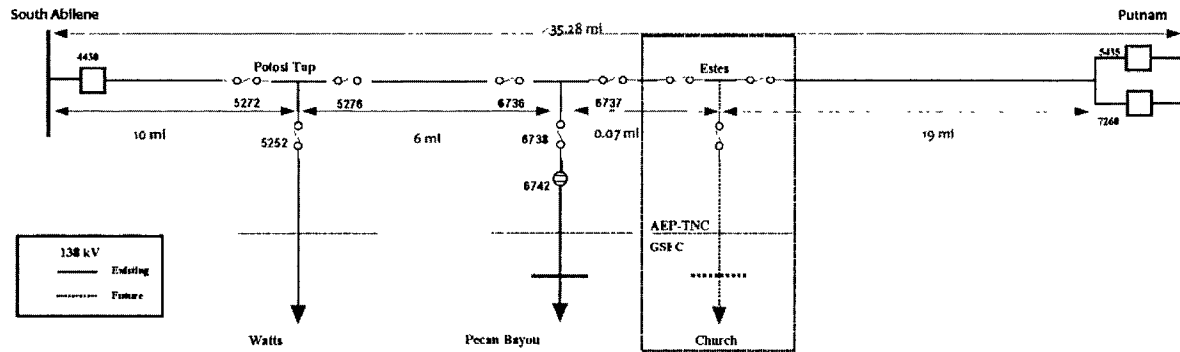 South Abilene
Putnam
35.28 mi
4430
5435
Potosi Tap
Estes
5272
5276
6736
6737
10 mi
6 mi
0.07 mi
19 mi
7260
5252
6738
6742
AEP-TNC
GSEC
138 kV
Existing
Future
Watts
Pecan Bayou
Church